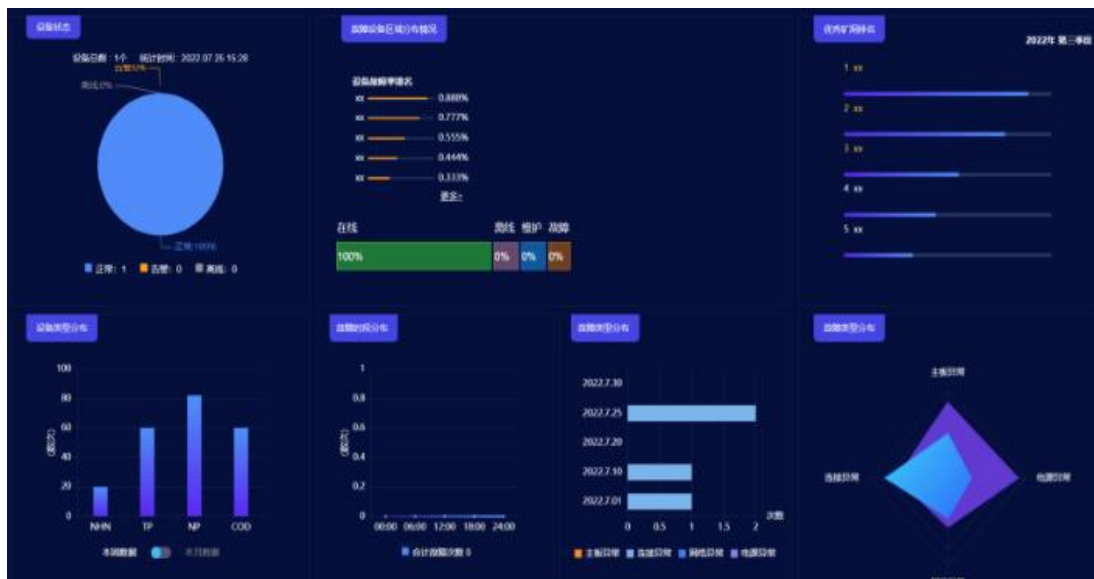 设备状态
设备总数：1个 统计时间：2022.07.25 15:28
告警:0%
离线:0%
正常:100%
正常：1 告警：0 离线：0
故障设备区域分布情况
设备故障率排名
xx 0.888%
xx 0.777%
xx 0.555%
xx 0.444%
xx 0.333%
更多>
在线 离线 维护 故障
100% 0% 0% 0%
2022年 第三季度
1 xx
2 xx
3 xx
4 xx
5 xx
设备类型分布
100
80
60
40
20
0
NHN TP NP COD
本周数据 本月数据
故障时段分布
1
0.8
0.6
0.4
0.2
0
00:00 06:00 12:00 18:00 24:00
合计故障次数 0
故障类型分布
2022.7.30
2022.7.25
2022.7.20
2022.7.10
2022.7.01
次数
0 0.5 1 1.5 2
主板异常 连接异常 网络异常 电源异常
故障类型分布
主板异常
连接异常
电源异常